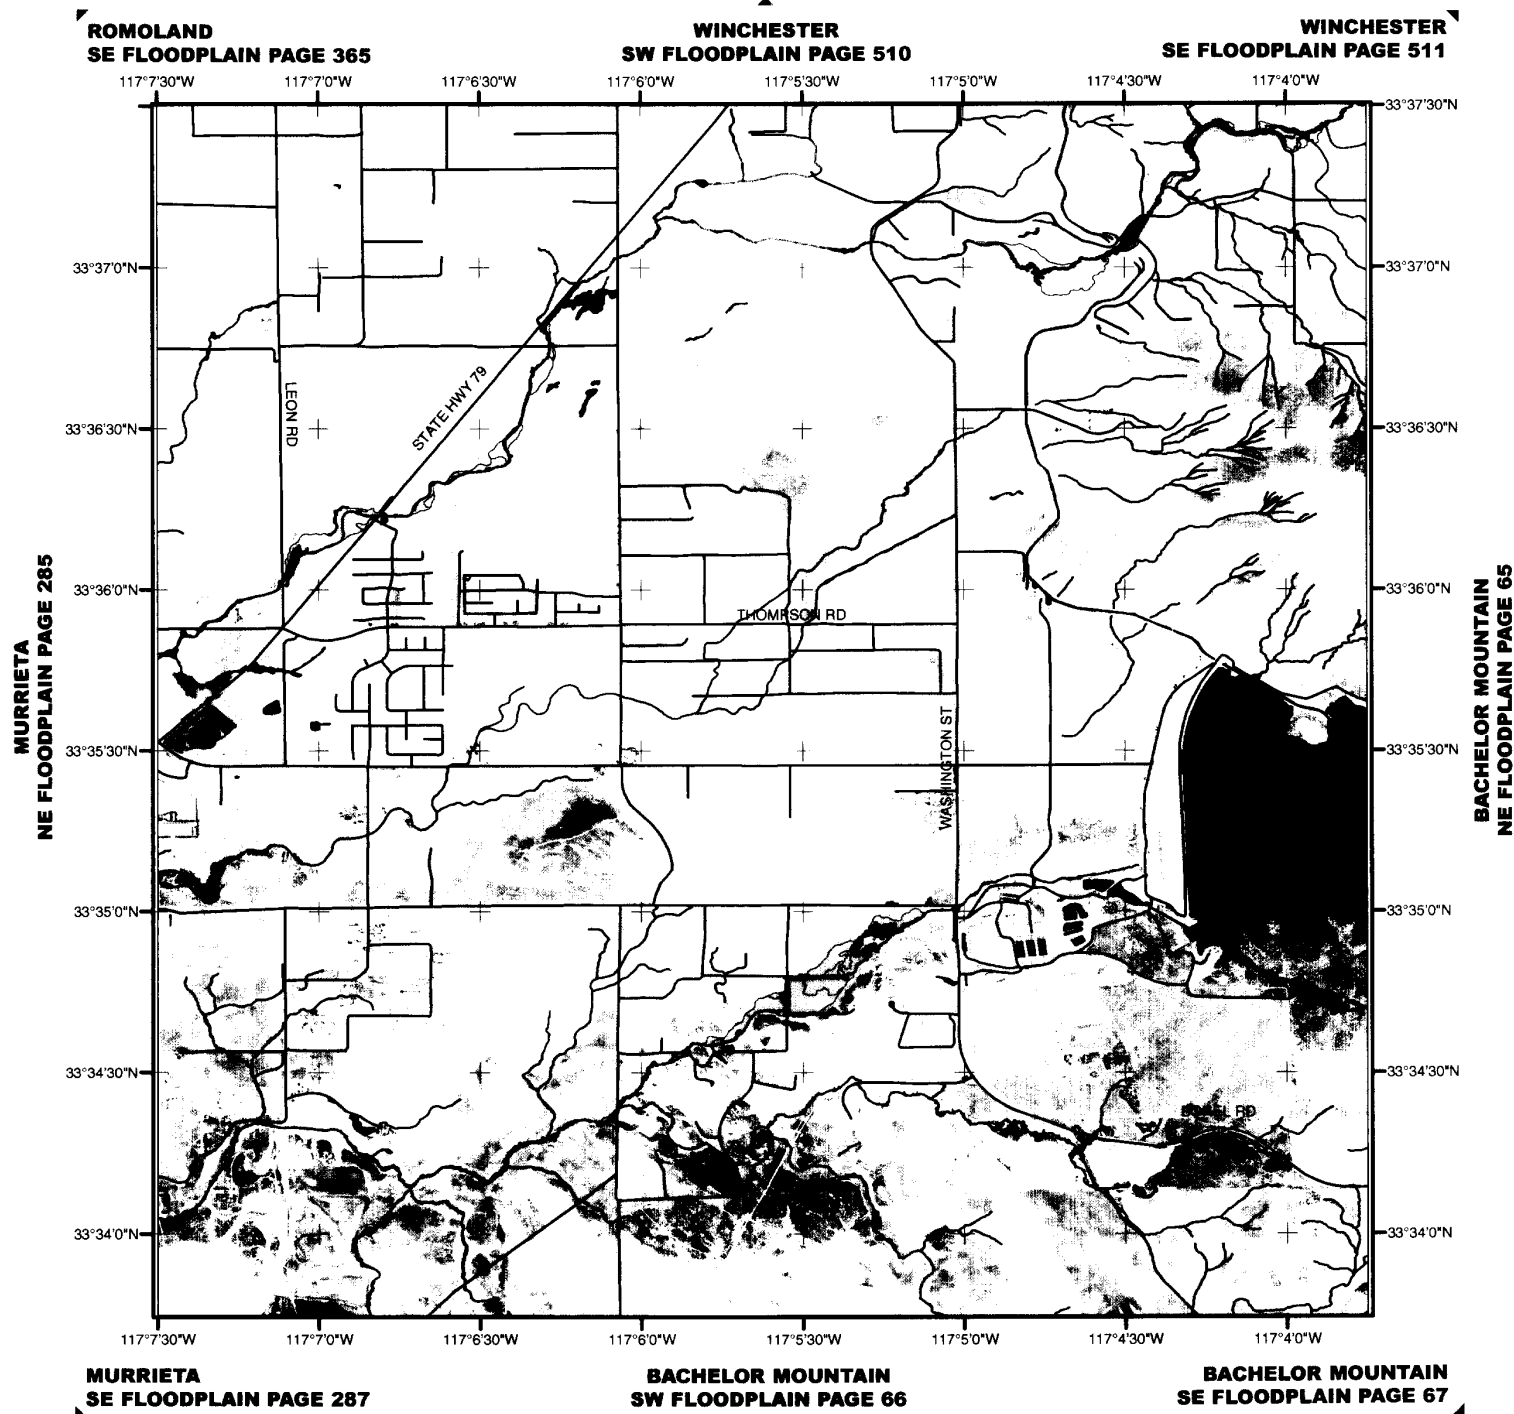 ROMOLAND
SE FLOODPLAIN PAGE 365
WINCHESTER
SW FLOODPLAIN PAGE 510
WINCHESTER
SE FLOODPLAIN PAGE 511
117°7'30"W
117°7'0"W
117°6'30"W
117°6'0"W
117°5'30"W
117°5'0"W
117°4'30"W
117°4'0"W
33°37'30"N
33°37'0"N
33°37'0"N
LEON RD
STATE HWY 79
33°36'30"N
33°36'30"N
MURRIETA
NE FLOODPLAIN PAGE 285
33°36'0"N
33°36'0"N
BACHELOR MOUNTAIN
NE FLOODPLAIN PAGE 65
THOMPSON RD
WASHINGTON ST
33°35'30"N
33°35'30"N
33°35'0"N
33°35'0"N
33°34'30"N
33°34'30"N
33°34'0"N
33°34'0"N
117°7'30"W
117°7'0"W
117°6'30"W
117°6'0"W
117°5'30"W
117°5'0"W
117°4'30"W
117°4'0"W
MURRIETA
SE FLOODPLAIN PAGE 287
BACHELOR MOUNTAIN
SW FLOODPLAIN PAGE 66
BACHELOR MOUNTAIN
SE FLOODPLAIN PAGE 67